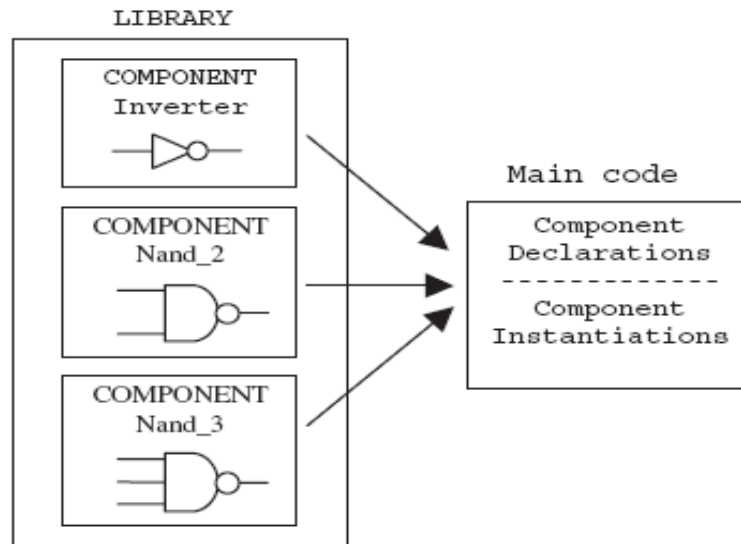 LIBRARY
COMPONENT
Inverter
COMPONENT
Nand_2
COMPONENT
Nand_3
Main code
Component
Declarations
-------------
Component
Instantiations